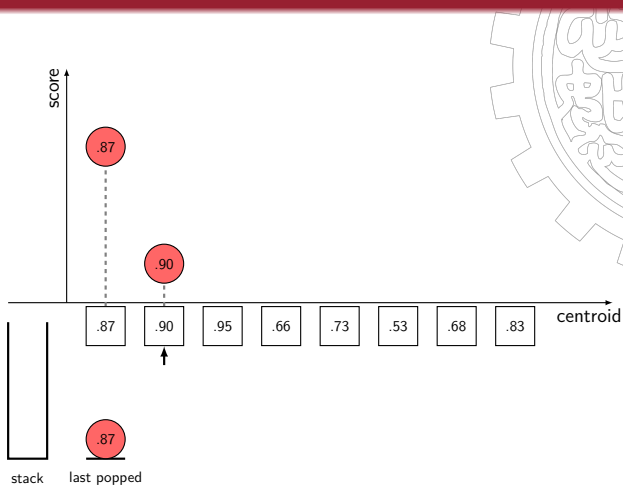 score
.87
.90
.87 .90 .95 .66 .73 .53 .68 .83
centroid
.87
stack last popped